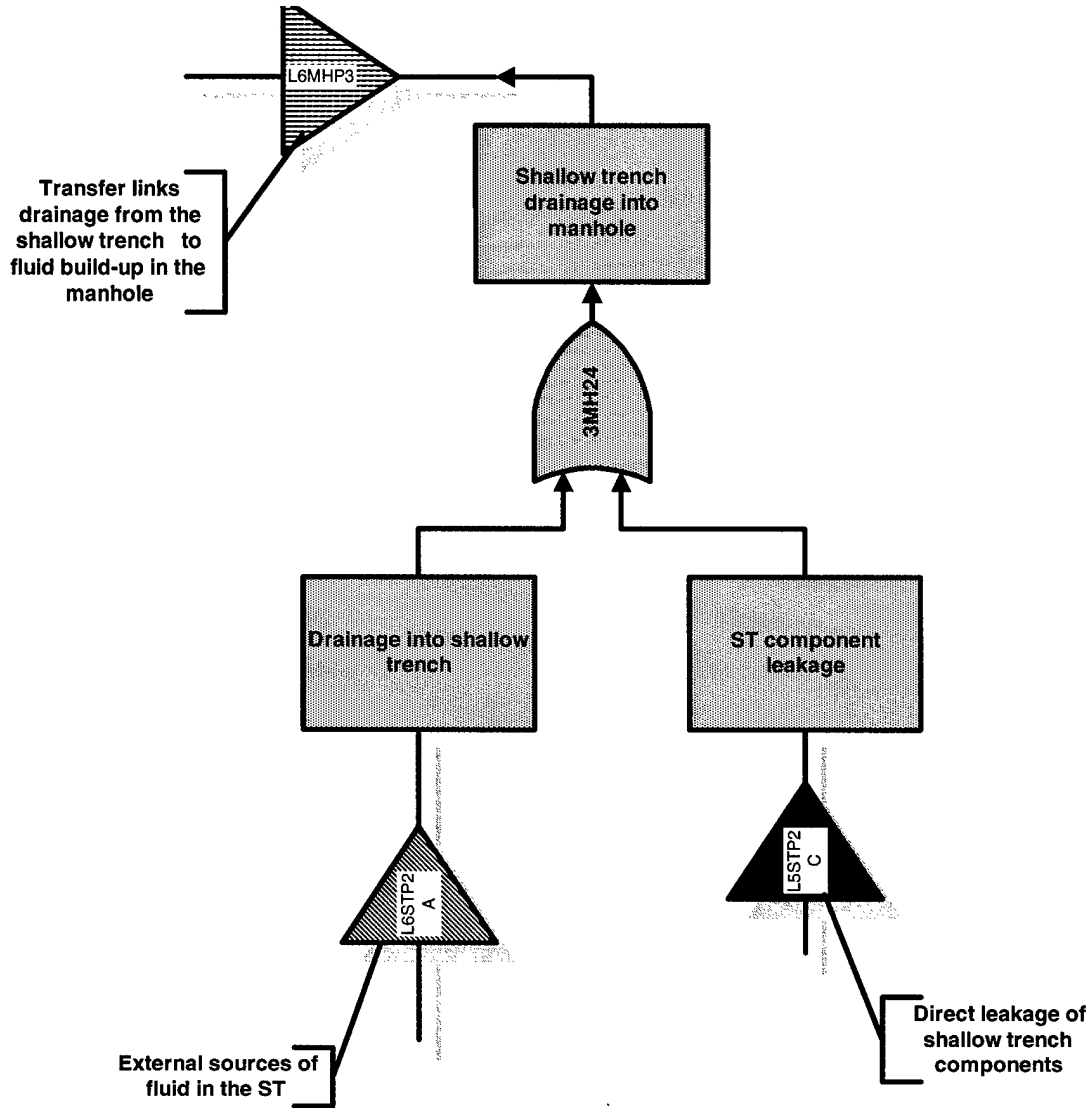 L6MHP3
Transfer links
drainage from the
shallow trench to
fluid build-up in the
manhole
Shallow trench
drainage into
manhole
3MH24
Drainage into shallow
trench
ST component
leakage
L6STP2
A
L5STP2
C
External sources of
fluid in the ST
Direct leakage of
shallow trench
components